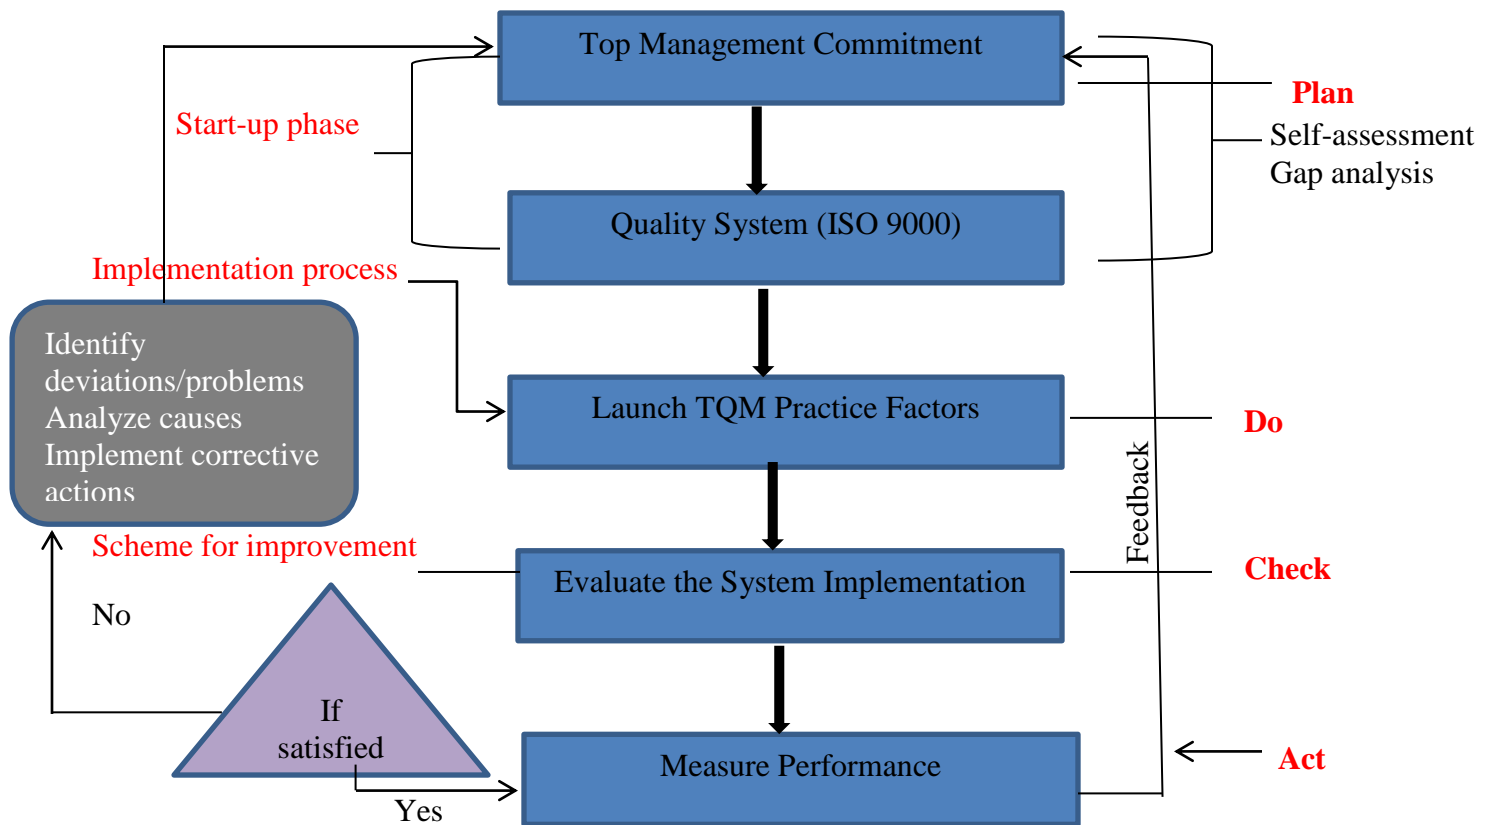 Top Management Commitment
Plan
Start-up phase
Self-assessment
Gap analysis
Quality System (ISO 9000)
Implementation process
Identify
deviations/problems
Analyze causes
Implement corrective
actions
Launch TQM Practice Factors
Do
Feedback
Scheme for improvement
Evaluate the System Implementation
Check
No
If
satisfied
Measure Performance
Act
Yes